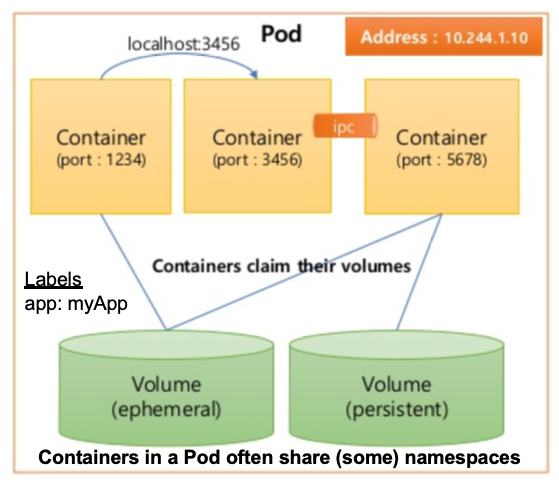 localhost:3456
Pod
Address : 10.244.1.10
Container
(port : 1234)
Container
(port : 3456)
ipc
Container
(port : 5678)
Containers claim their volumes
Labels
app: myApp
Volume
(ephemeral)
Volume
(persistent)
Containers in a Pod often share (some) namespaces